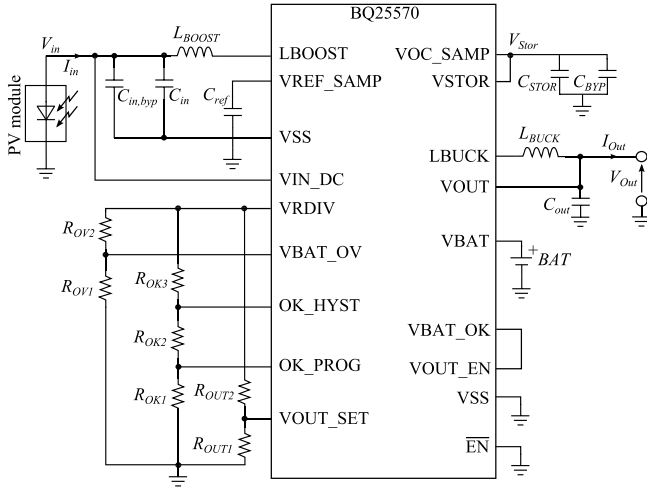 BQ25570
V_in
I_in
L_BOOST
LBOOST
VOC_SAMP
V_Stor
PV module
C_in,byp
C_in
C_ref
VREF_SAMP
VSTOR
C_STOR
C_BYP
VSS
LBUCK
L_BUCK
I_Out
VIN_DC
VOUT
V_Out
C_out
VRDIV
R_OV2
VBAT_OV
VBAT
+
BAT
R_OV1
R_OK3
OK_HYST
R_OK2
VBAT_OK
OK_PROG
VOUT_EN
R_OK1
R_OUT2
VOUT_SET
VSS
R_OUT1
EN